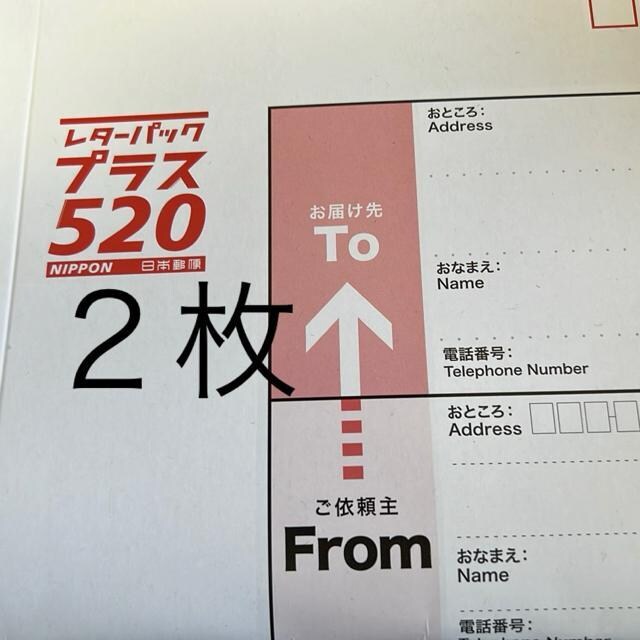 レターパック
プラス
520
NIPPON 日本郵便
2枚
お届け先
To
おところ:
Address
おなまえ:
Name
電話番号:
Telephone Number
ご依頼主
From
おところ:
Address
おなまえ:
Name
電話番号:
Telephone Number